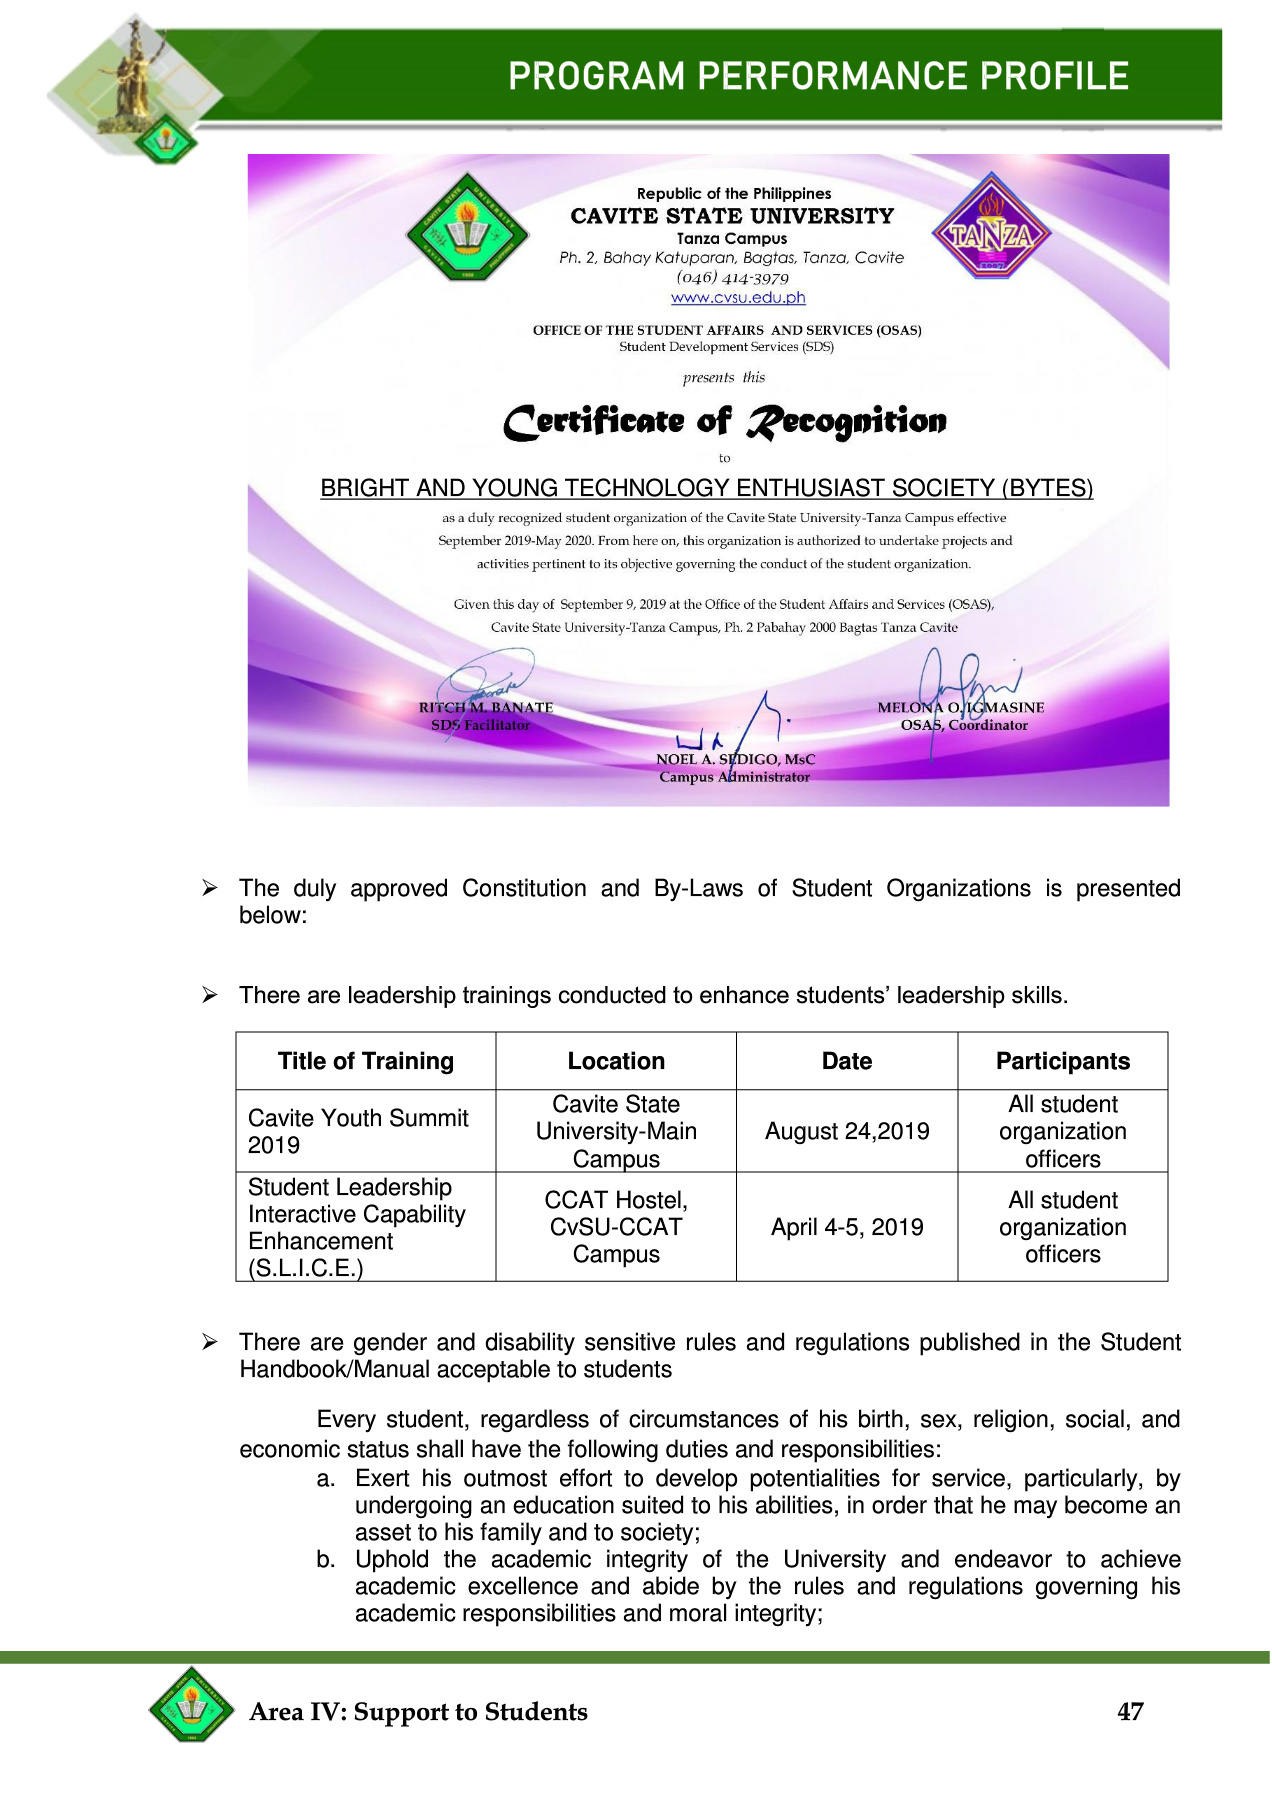 PROGRAM PERFORMANCE PROFILE
Republic of the Philippines
CAVITE STATE UNIVERSITY
Tanza Campus
Ph. 2, Bahay Katuparan, Bagtas, Tanza, Cavite
(046) 414-3979
www.cvsu.edu.ph
TANZA
2007
OFFICE OF THE STUDENT AFFAIRS AND SERVICES (OSAS)
Student Development Services (SDS)
presents this
Certificate of Recognition
to
BRIGHT AND YOUNG TECHNOLOGY ENTHUSIAST SOCIETY (BYTES)
as a duly recognized student organization of the Cavite State University-Tanza Campus effective
September 2019-May 2020. From here on, this organization is authorized to undertake projects and
activities pertinent to its objective governing the conduct of the student organization.
Given this day of September 9, 2019 at the Office of the Student Affairs and Services (OSAS),
Cavite State University-Tanza Campus, Ph. 2 Pabahay 2000 Bagtas Tanza Cavite
RITCH M. BANATE
SDS Facilitator
MELONA O. IGMASINE
OSAS, Coordinator
NOEL A. SEDIGO, MsC
Campus Administrator
➢ The duly approved Constitution and By-Laws of Student Organizations is presented
below:
➢ There are leadership trainings conducted to enhance students’ leadership skills.
Title of Training Location Date Participants
Cavite Youth Summit
2019
Cavite State
University-Main
Campus
August 24,2019
All student
organization
officers
Student Leadership
Interactive Capability
Enhancement
(S.L.I.C.E.)
CCAT Hostel,
CvSU-CCAT
Campus
April 4-5, 2019
All student
organization
officers
➢ There are gender and disability sensitive rules and regulations published in the Student
Handbook/Manual acceptable to students
Every student, regardless of circumstances of his birth, sex, religion, social, and
economic status shall have the following duties and responsibilities:
a. Exert his outmost effort to develop potentialities for service, particularly, by
undergoing an education suited to his abilities, in order that he may become an
asset to his family and to society;
b. Uphold the academic integrity of the University and endeavor to achieve
academic excellence and abide by the rules and regulations governing his
academic responsibilities and moral integrity;
Area IV: Support to Students 47